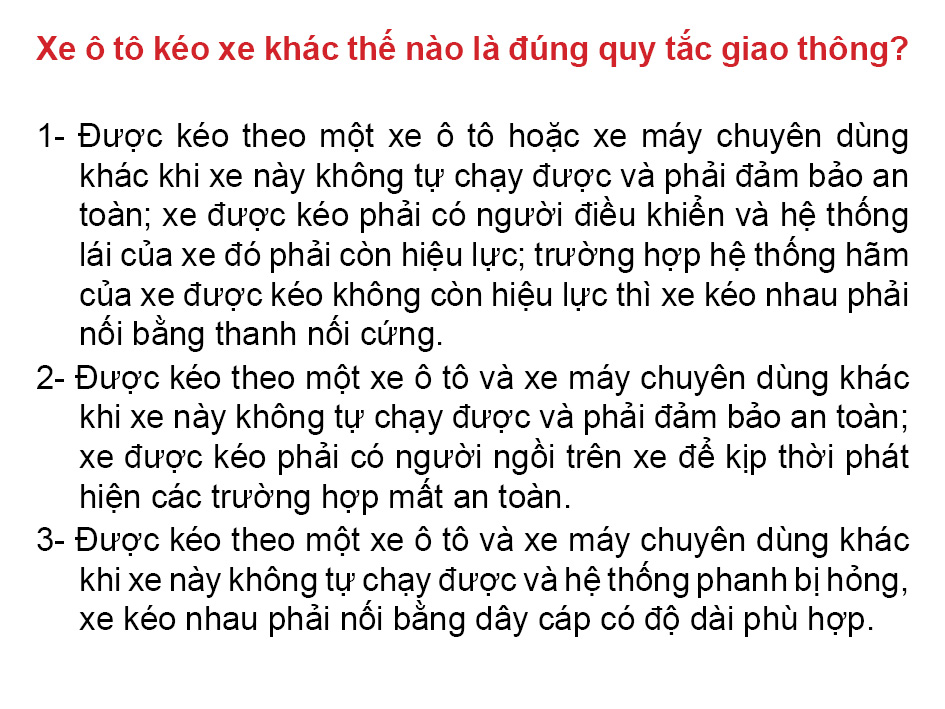 Xe ô tô kéo xe khác thế nào là đúng quy tắc giao thông?
1- Được kéo theo một xe ô tô hoặc xe máy chuyên dùng
khác khi xe này không tự chạy được và phải đảm bảo an
toàn; xe được kéo phải có người điều khiển và hệ thống
lái của xe đó phải còn hiệu lực; trường hợp hệ thống hãm
của xe được kéo không còn hiệu lực thì xe kéo nhau phải
nối bằng thanh nối cứng.
2- Được kéo theo một xe ô tô và xe máy chuyên dùng khác
khi xe này không tự chạy được và phải đảm bảo an toàn;
xe được kéo phải có người ngồi trên xe để kịp thời phát
hiện các trường hợp mất an toàn.
3- Được kéo theo một xe ô tô và xe máy chuyên dùng khác
khi xe này không tự chạy được và hệ thống phanh bị hỏng,
xe kéo nhau phải nối bằng dây cáp có độ dài phù hợp.